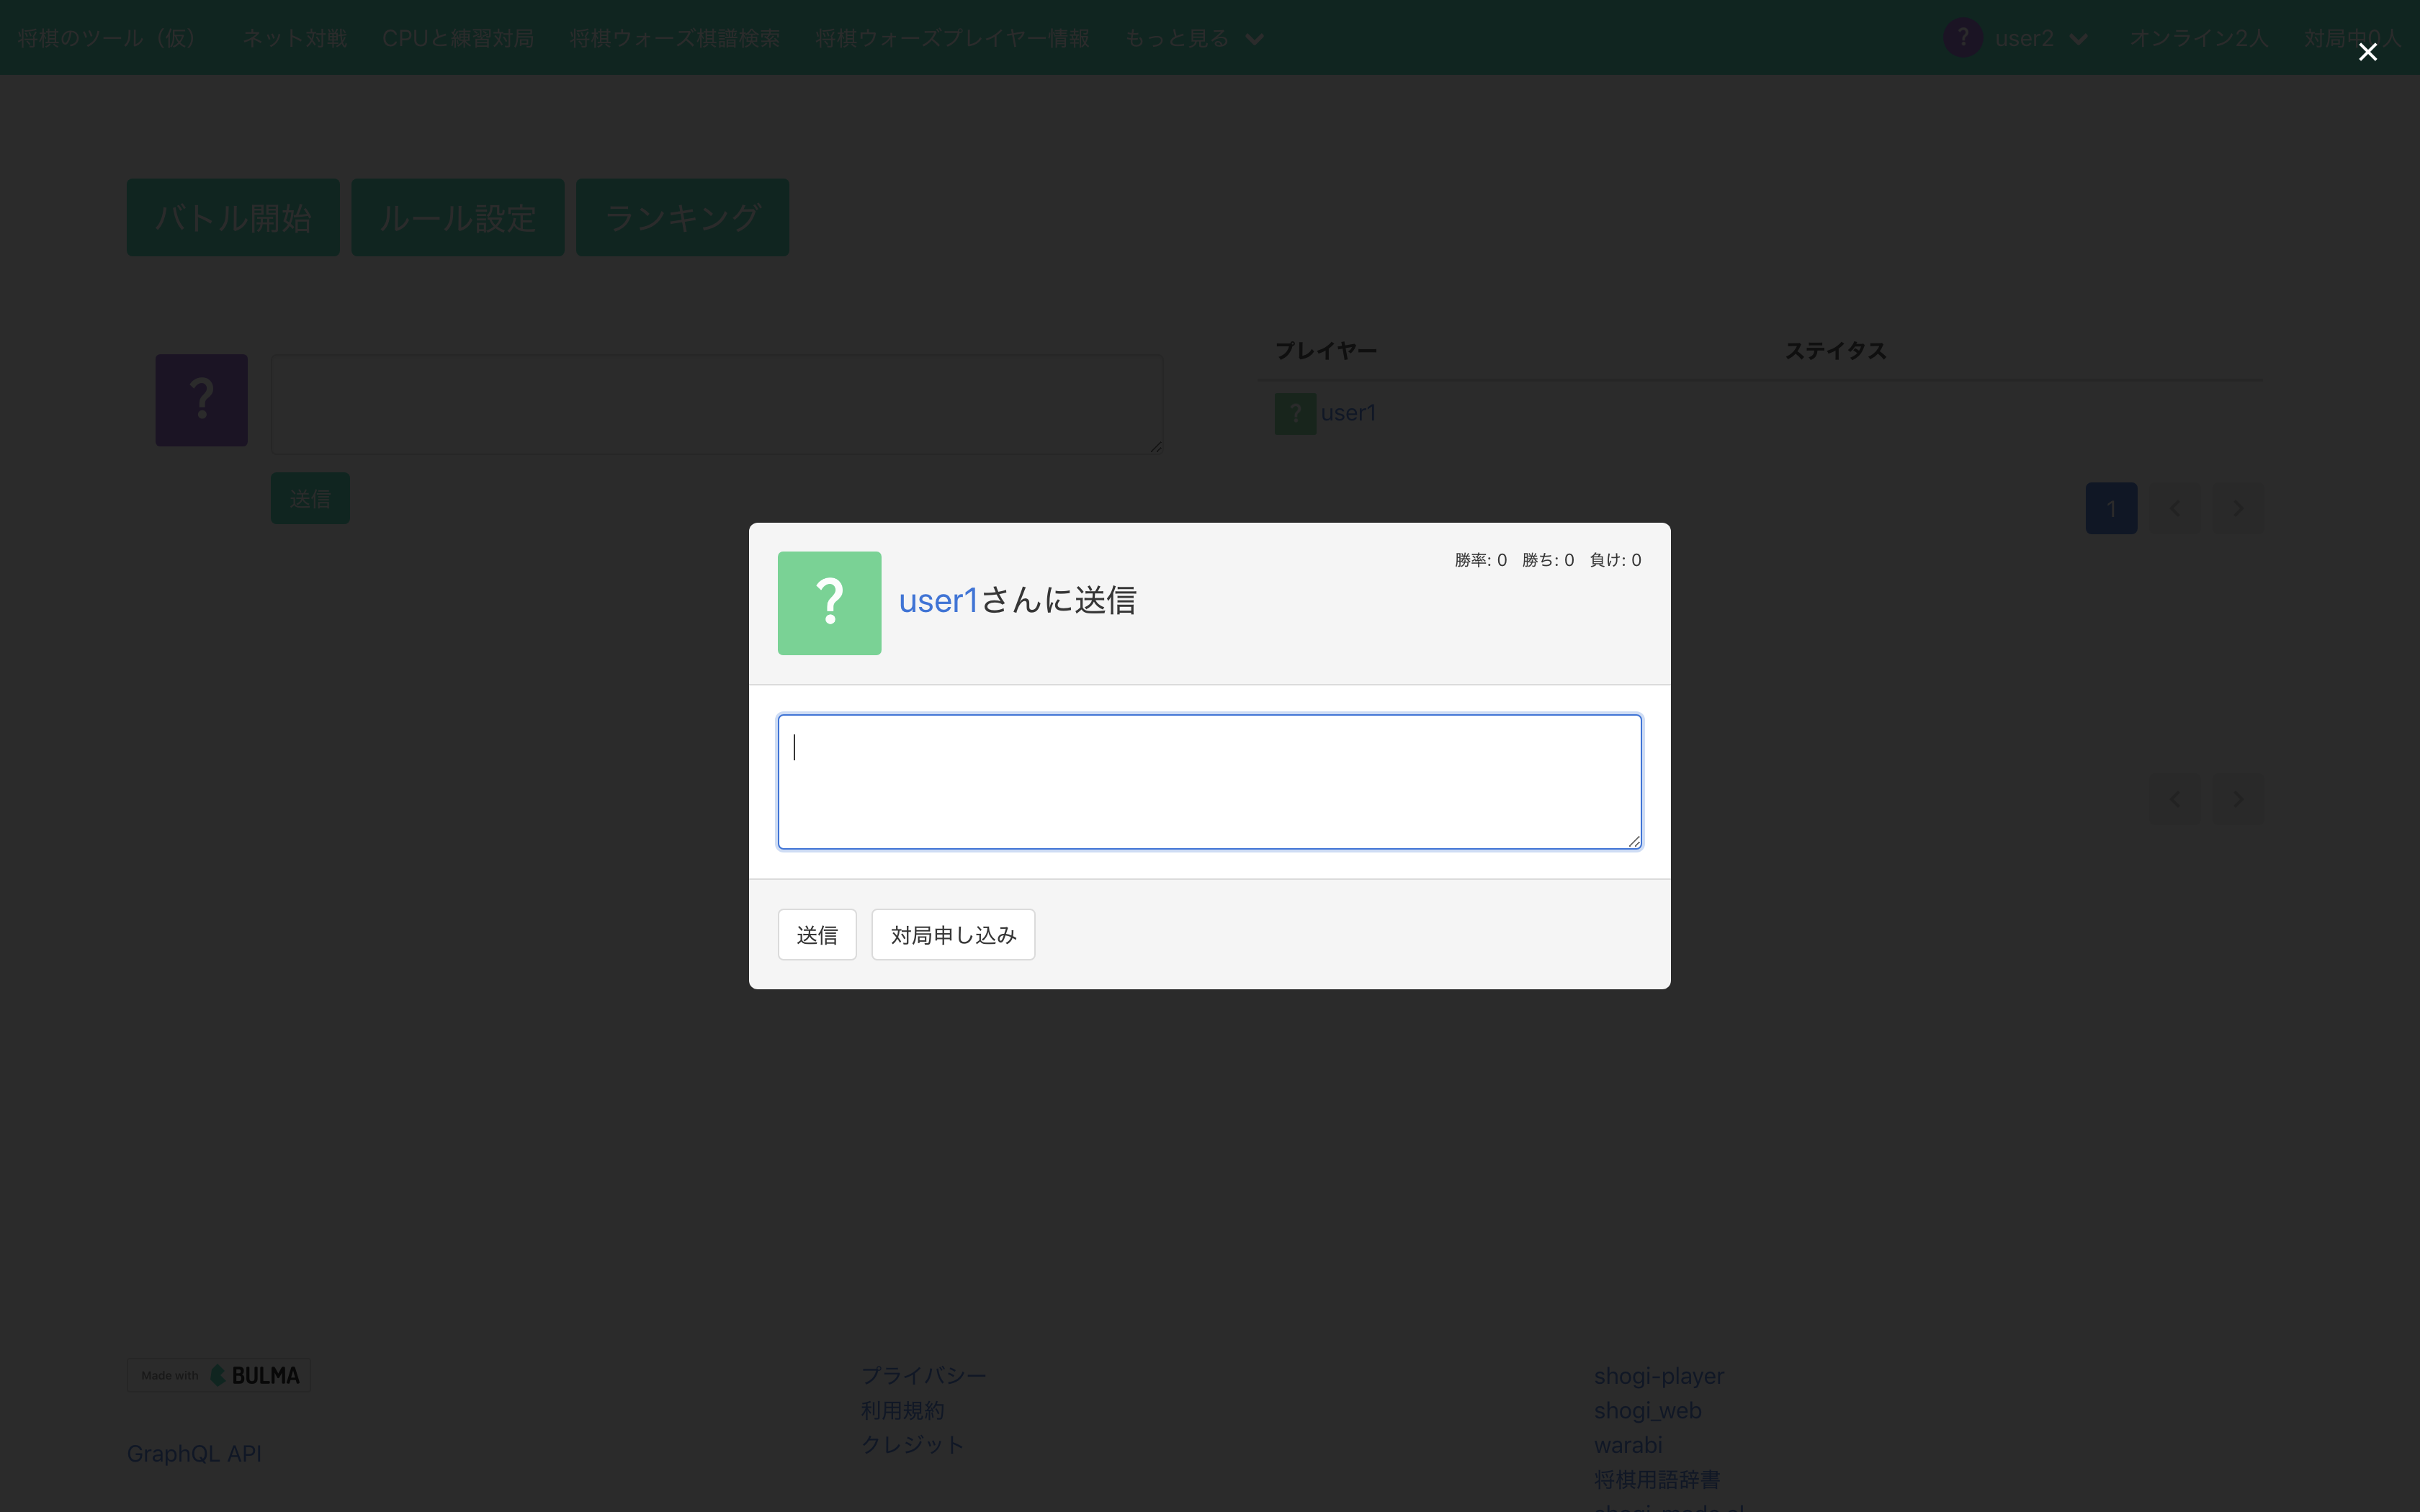 将棋のツール（仮） ネット対戦 CPUと練習対局 将棋ウォーズ棋譜検索 将棋ウォーズプレイヤー情報 もっと見る ? user2 オンライン2人 対局中0人
バトル開始 ルール設定 ランキング
プレイヤー ステイタス
?
? user1
送信
1
勝率: 0 勝ち: 0 負け: 0
?
user1さんに送信
送信 対局申し込み
Made with BULMA
GraphQL API
プライバシー
利用規約
クレジット
shogi-player
shogi_web
warabi
将棋用語辞書